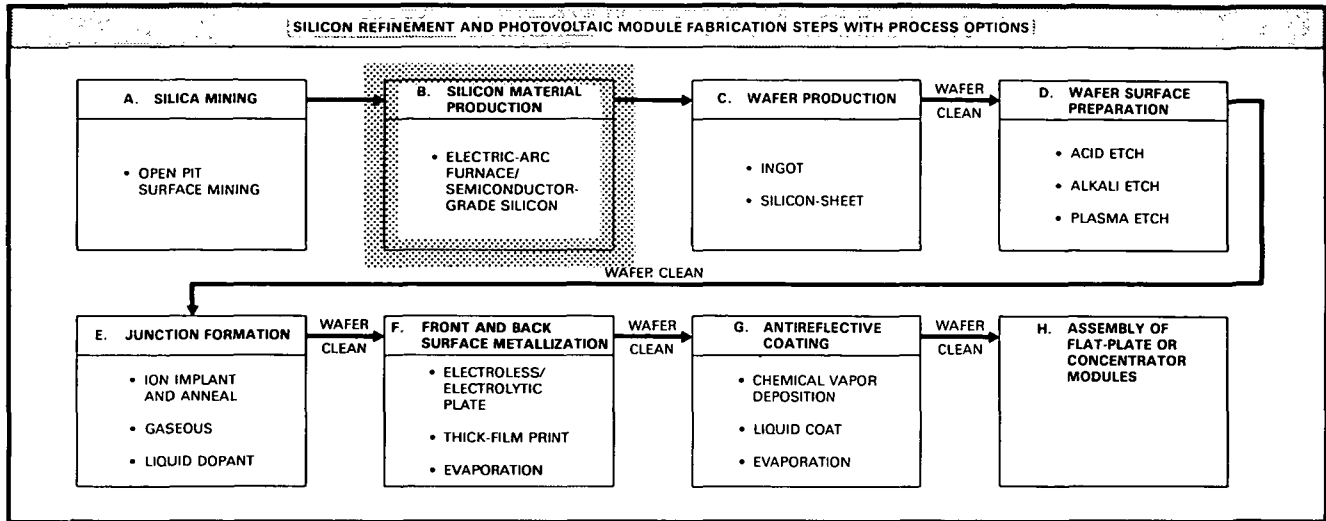 SILICON REFINEMENT AND PHOTOVOLTAIC MODULE FABRICATION STEPS WITH PROCESS OPTIONS
A. SILICA MINING
• OPEN PIT
SURFACE MINING
B. SILICON MATERIAL
PRODUCTION
• ELECTRIC-ARC
FURNACE/
SEMICONDUCTOR-
GRADE SILICON
C. WAFER PRODUCTION
• INGOT
• SILICON-SHEET
WAFER
CLEAN
D. WAFER SURFACE
PREPARATION
• ACID ETCH
• ALKALI ETCH
• PLASMA ETCH
WAFER CLEAN
E. JUNCTION FORMATION
• ION IMPLANT
AND ANNEAL
• GASEOUS
• LIQUID DOPANT
WAFER
CLEAN
F. FRONT AND BACK
SURFACE METALLIZATION
• ELECTROLESS/
ELECTROLYTIC
PLATE
• THICK-FILM PRINT
• EVAPORATION
WAFER
CLEAN
G. ANTIREFLECTIVE
COATING
• CHEMICAL VAPOR
DEPOSITION
• LIQUID COAT
• EVAPORATION
WAFER
CLEAN
H. ASSEMBLY OF
FLAT-PLATE OR
CONCENTRATOR
MODULES